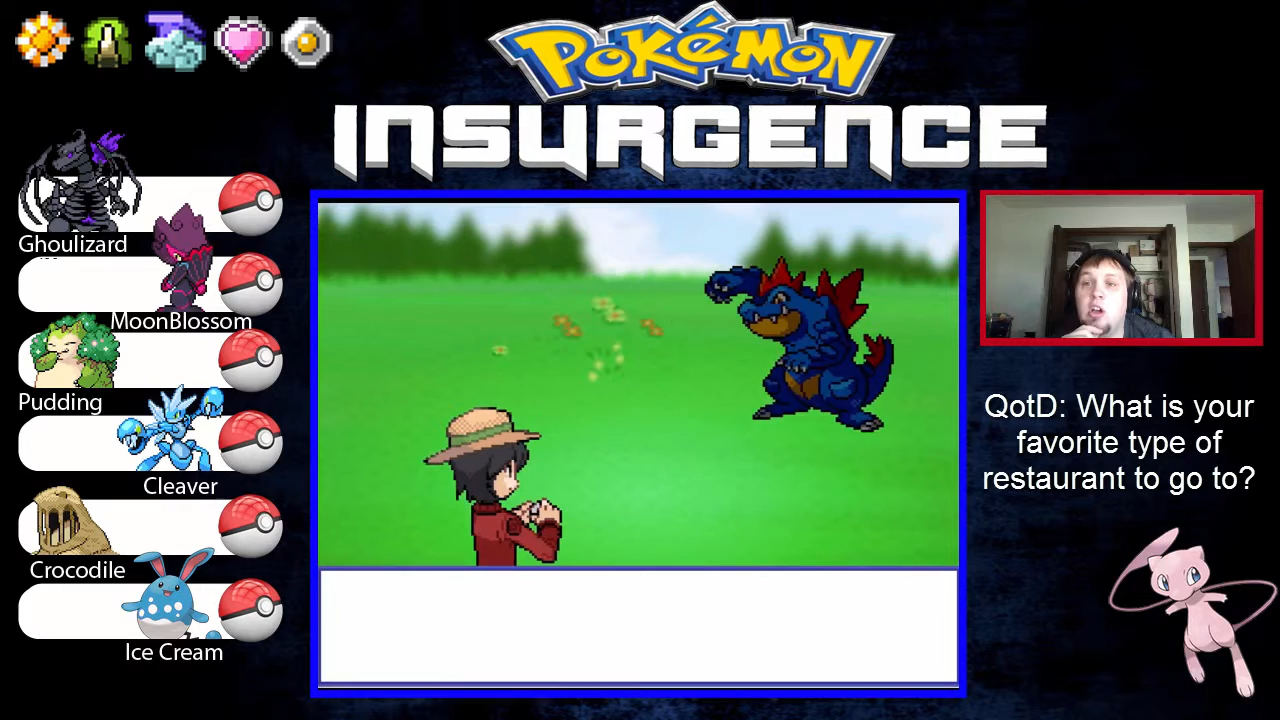 POKéMON
INSURGENCE
Ghoulizard
MoonBlossom
Pudding
Cleaver
Crocodile
Ice Cream
QotD: What is your
favorite type of
restaurant to go to?